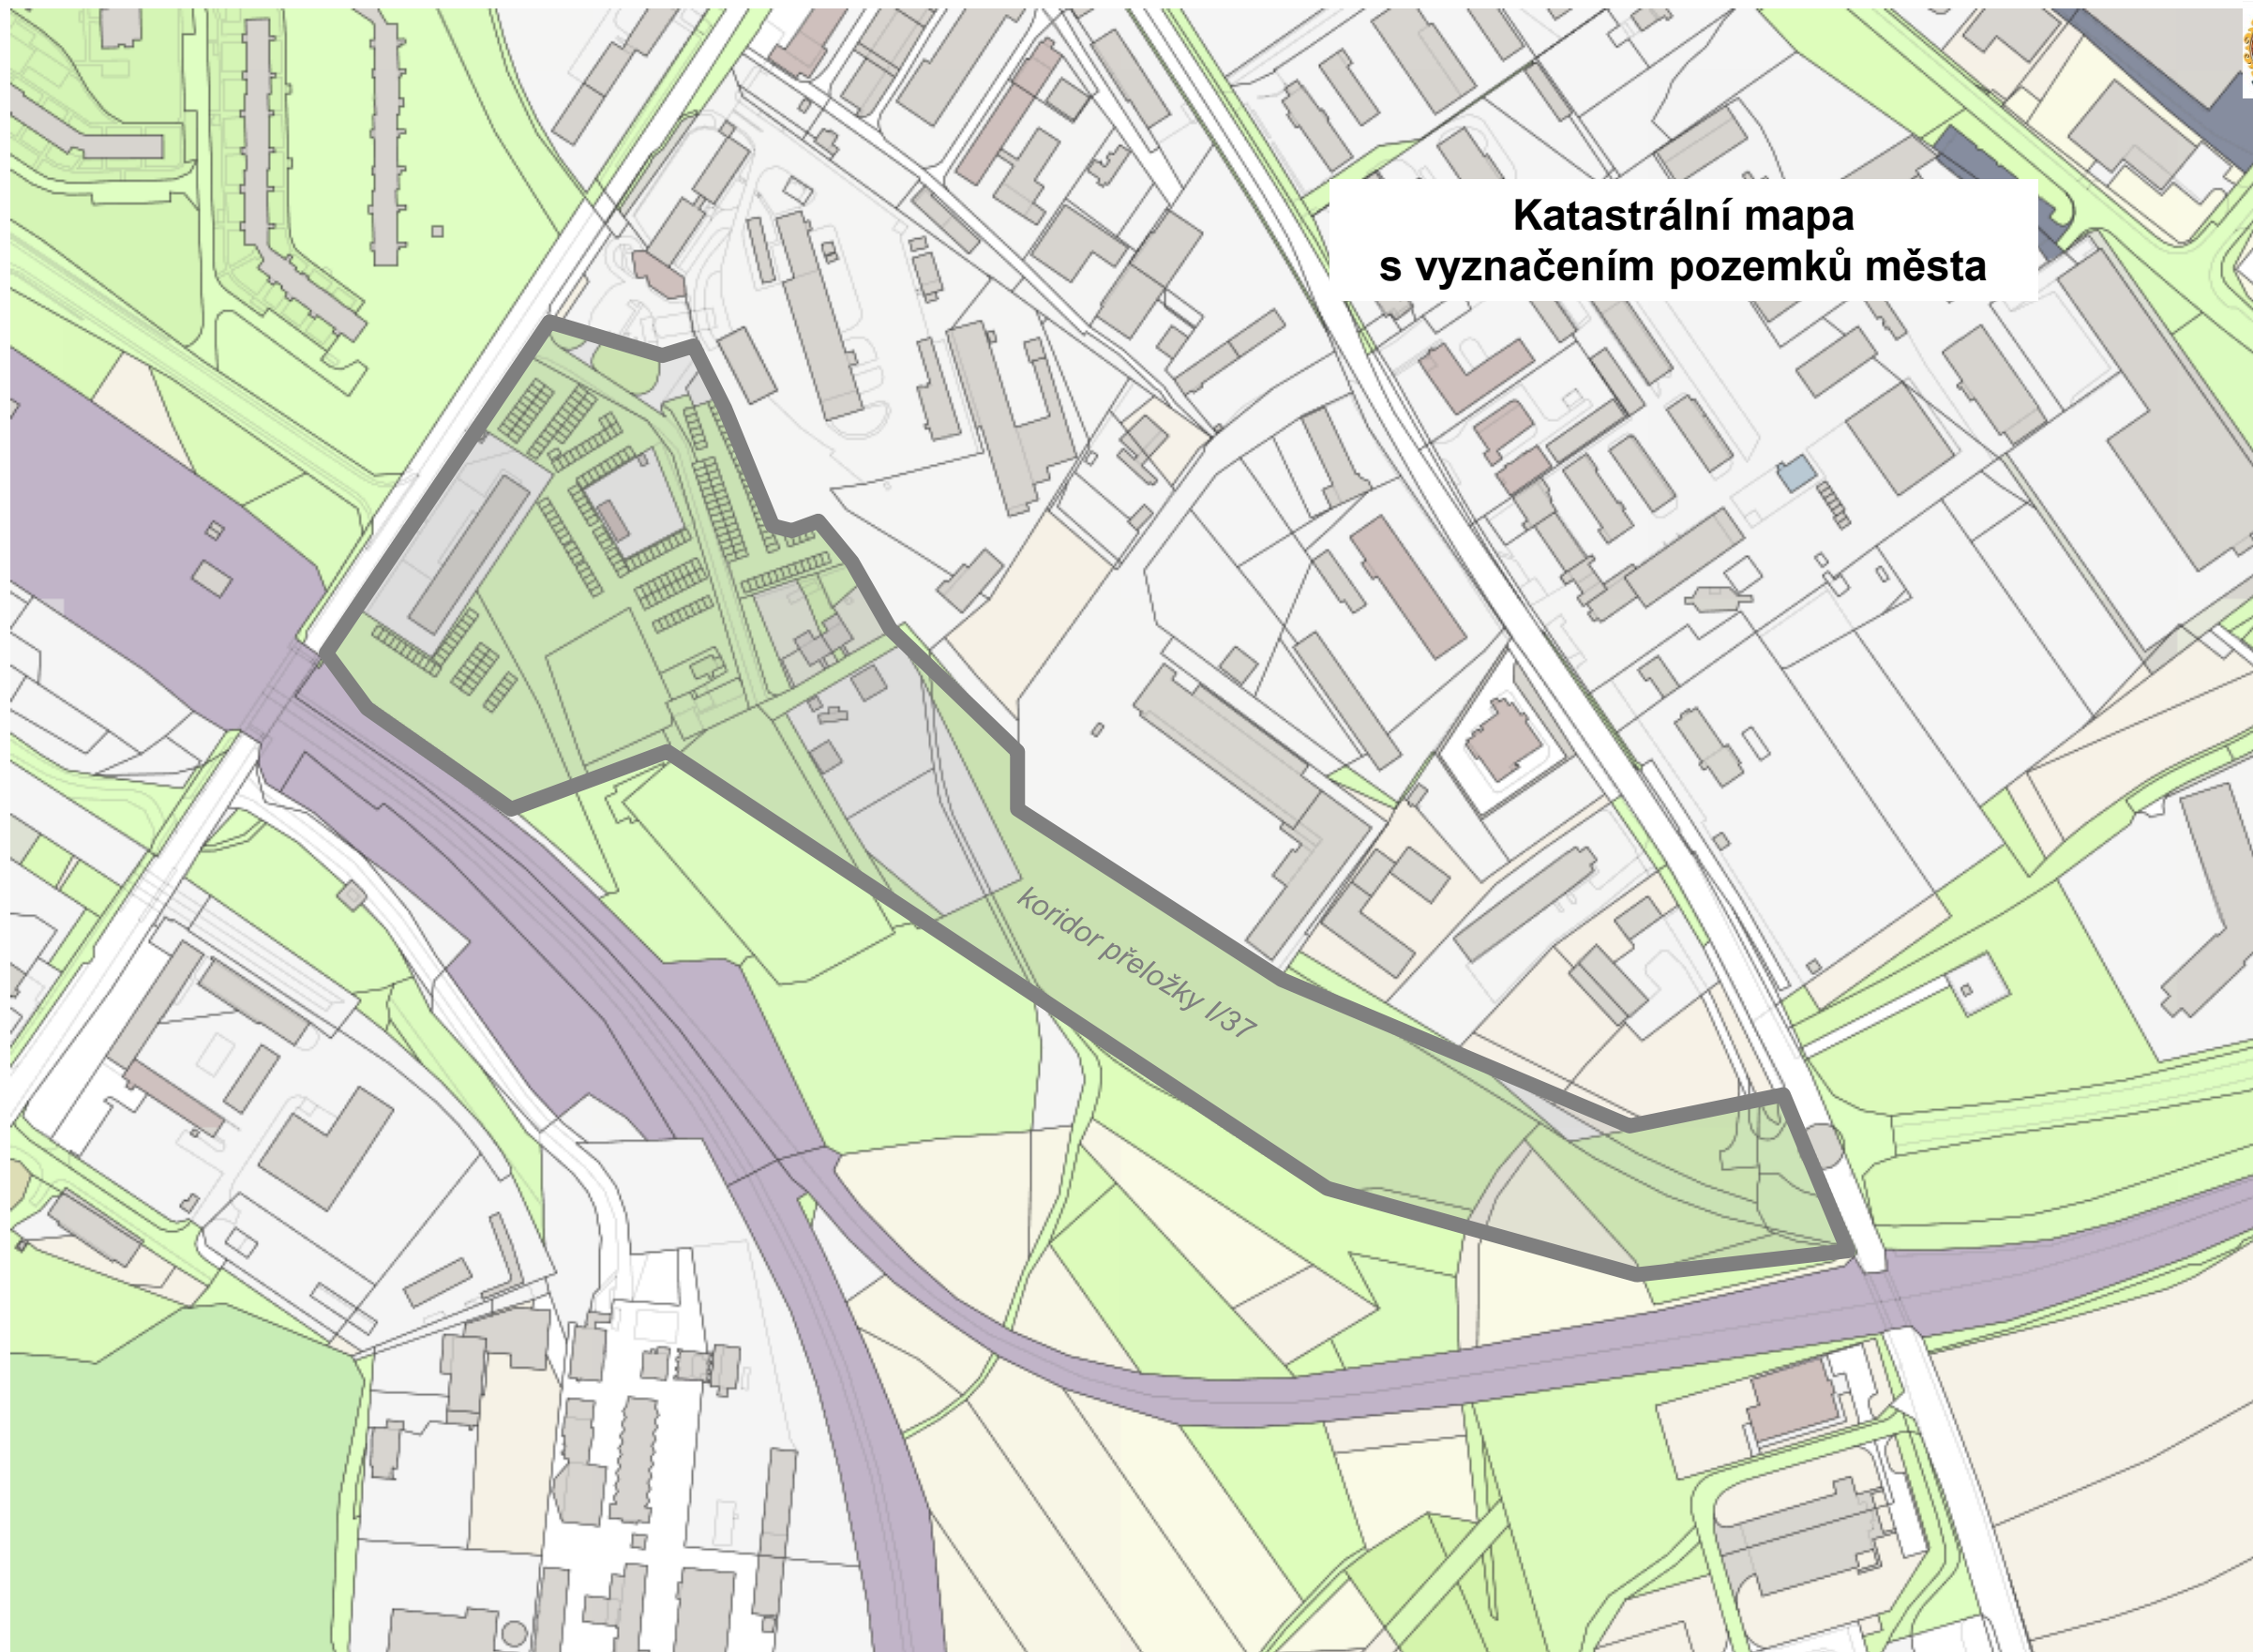 Katastrální mapa
s vyznačením pozemků města
koridor přeložky I/37